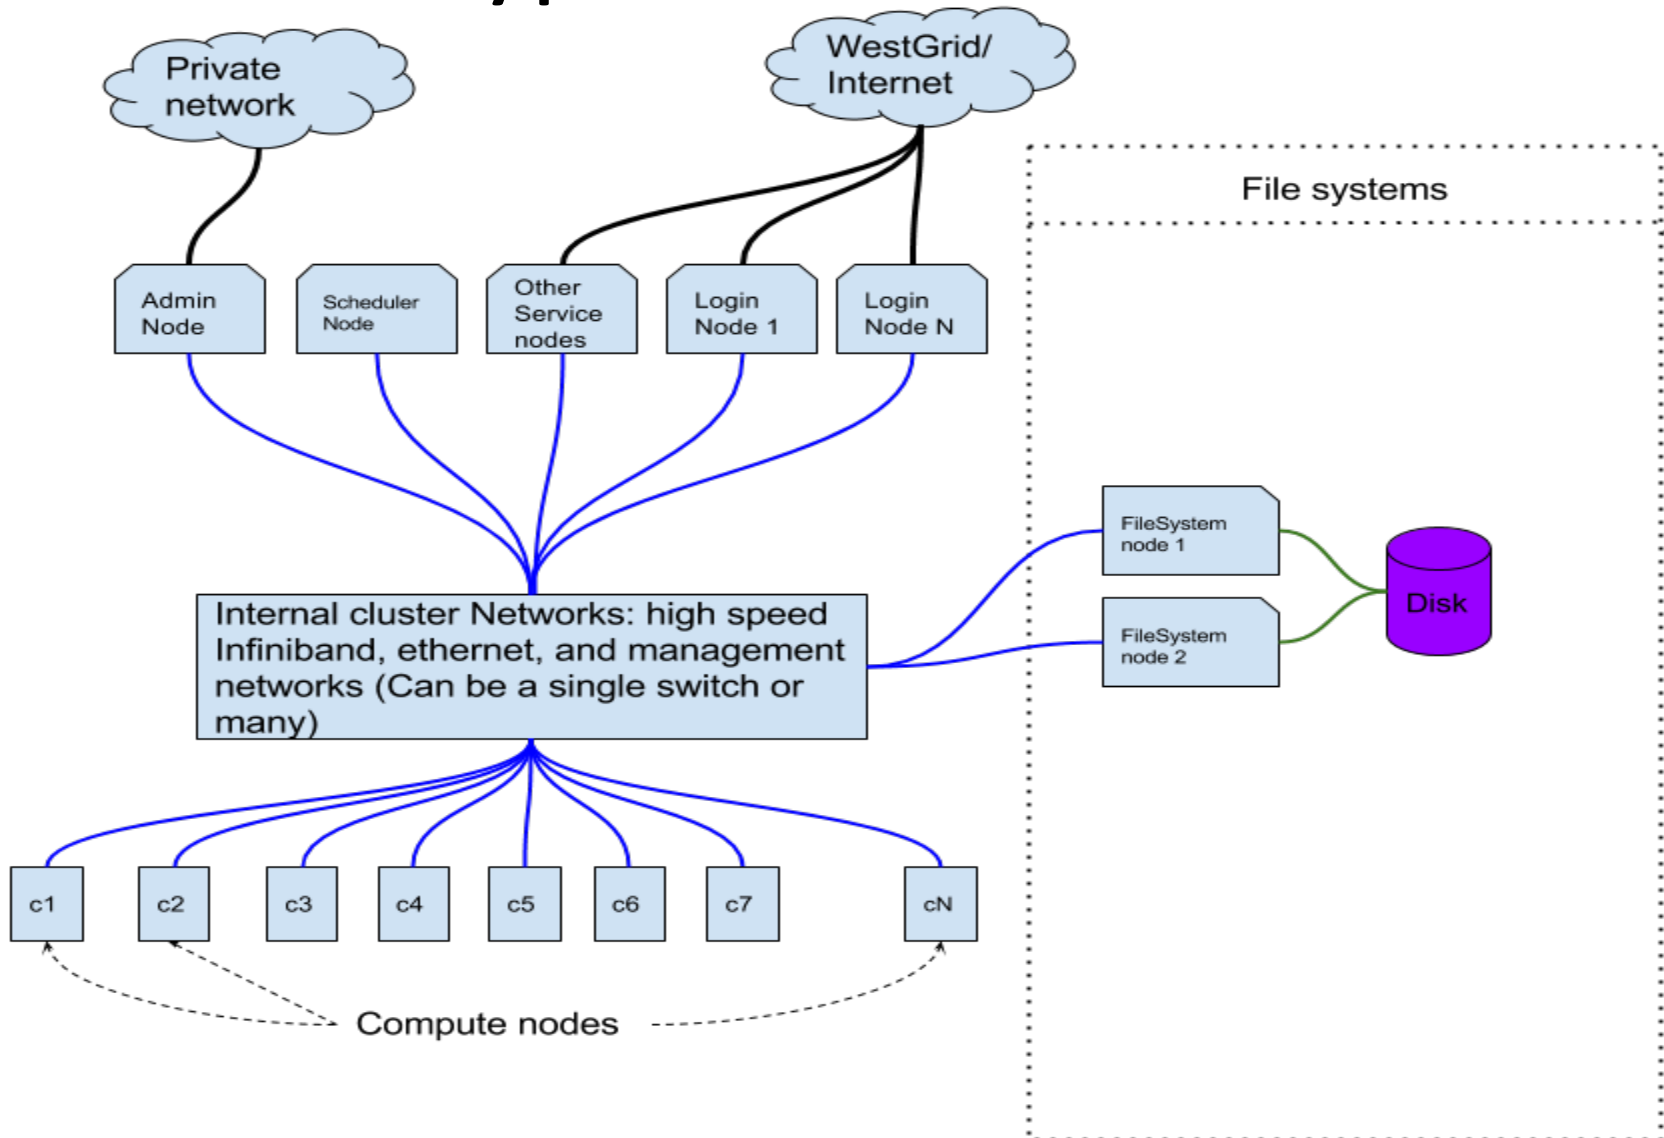 Private
network
WestGrid/
Internet
File systems
Admin
Node
Scheduler
Node
Other
Service
nodes
Login
Node 1
Login
Node N
FileSystem
node 1
FileSystem
node 2
Disk
Internal cluster Networks: high speed
Infiniband, ethernet, and management
networks (Can be a single switch or
many)
c1
c2
c3
c4
c5
c6
c7
cN
Compute nodes